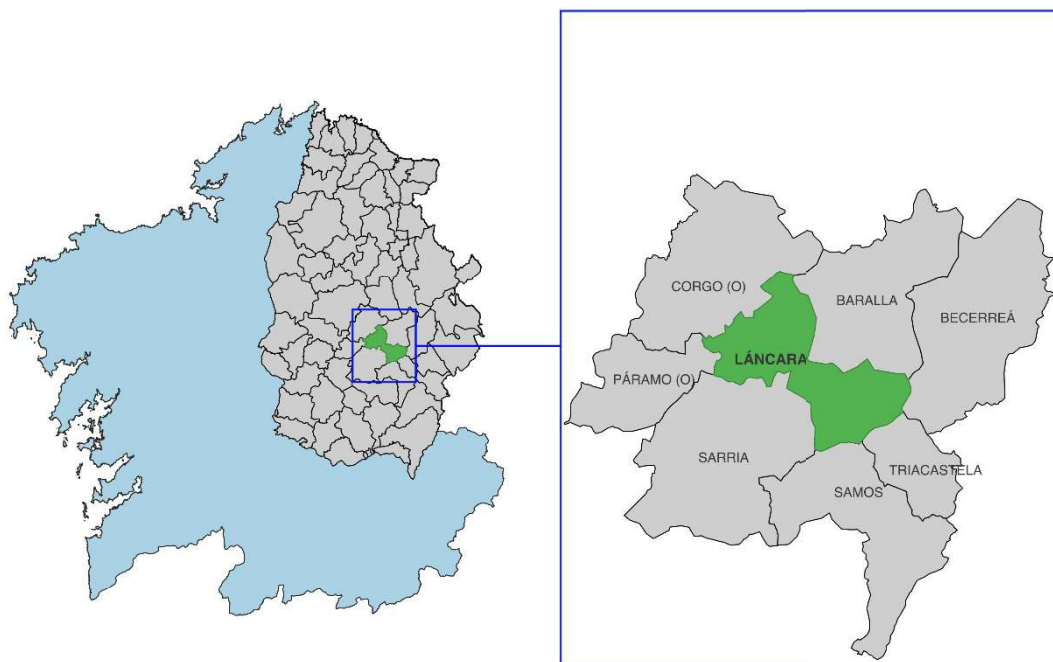 CORGO (O)
BARALLA
BECERREÁ
LÁNCARA
PÁRAMO (O)
SARRIA
TRIACASTELA
SAMOS